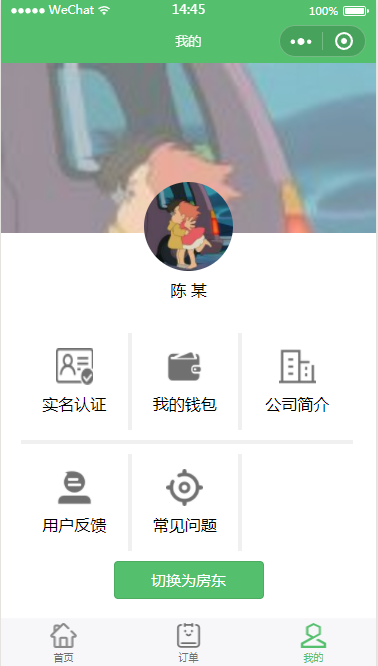 ●●●●● WeChat 14:45 100%
我的
陈 某
实名认证 我的钱包 公司简介
用户反馈 常见问题
切换为房东
首页 订单 我的